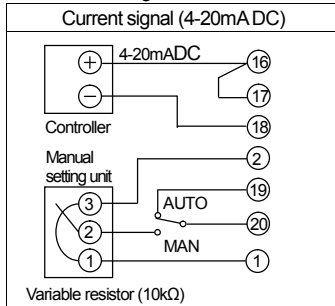 Current signal (4-20mA DC)
4-20mADC
+
16
−
17
Controller
18
Manual
setting unit
2
3
AUTO
19
2
20
MAN
1
1
Variable resistor (10kΩ)